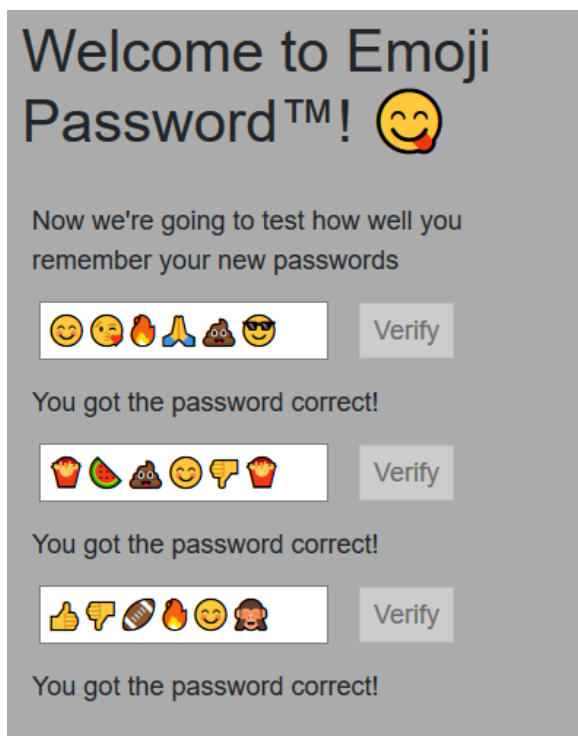 Welcome to Emoji
Password™! 😋
Now we're going to test how well you
remember your new passwords
😊😘🔥🙏💩😎 Verify
You got the password correct!
🍟🍉💩😊👎🍟 Verify
You got the password correct!
👍👎🏈🔥😊🙈 Verify
You got the password correct!